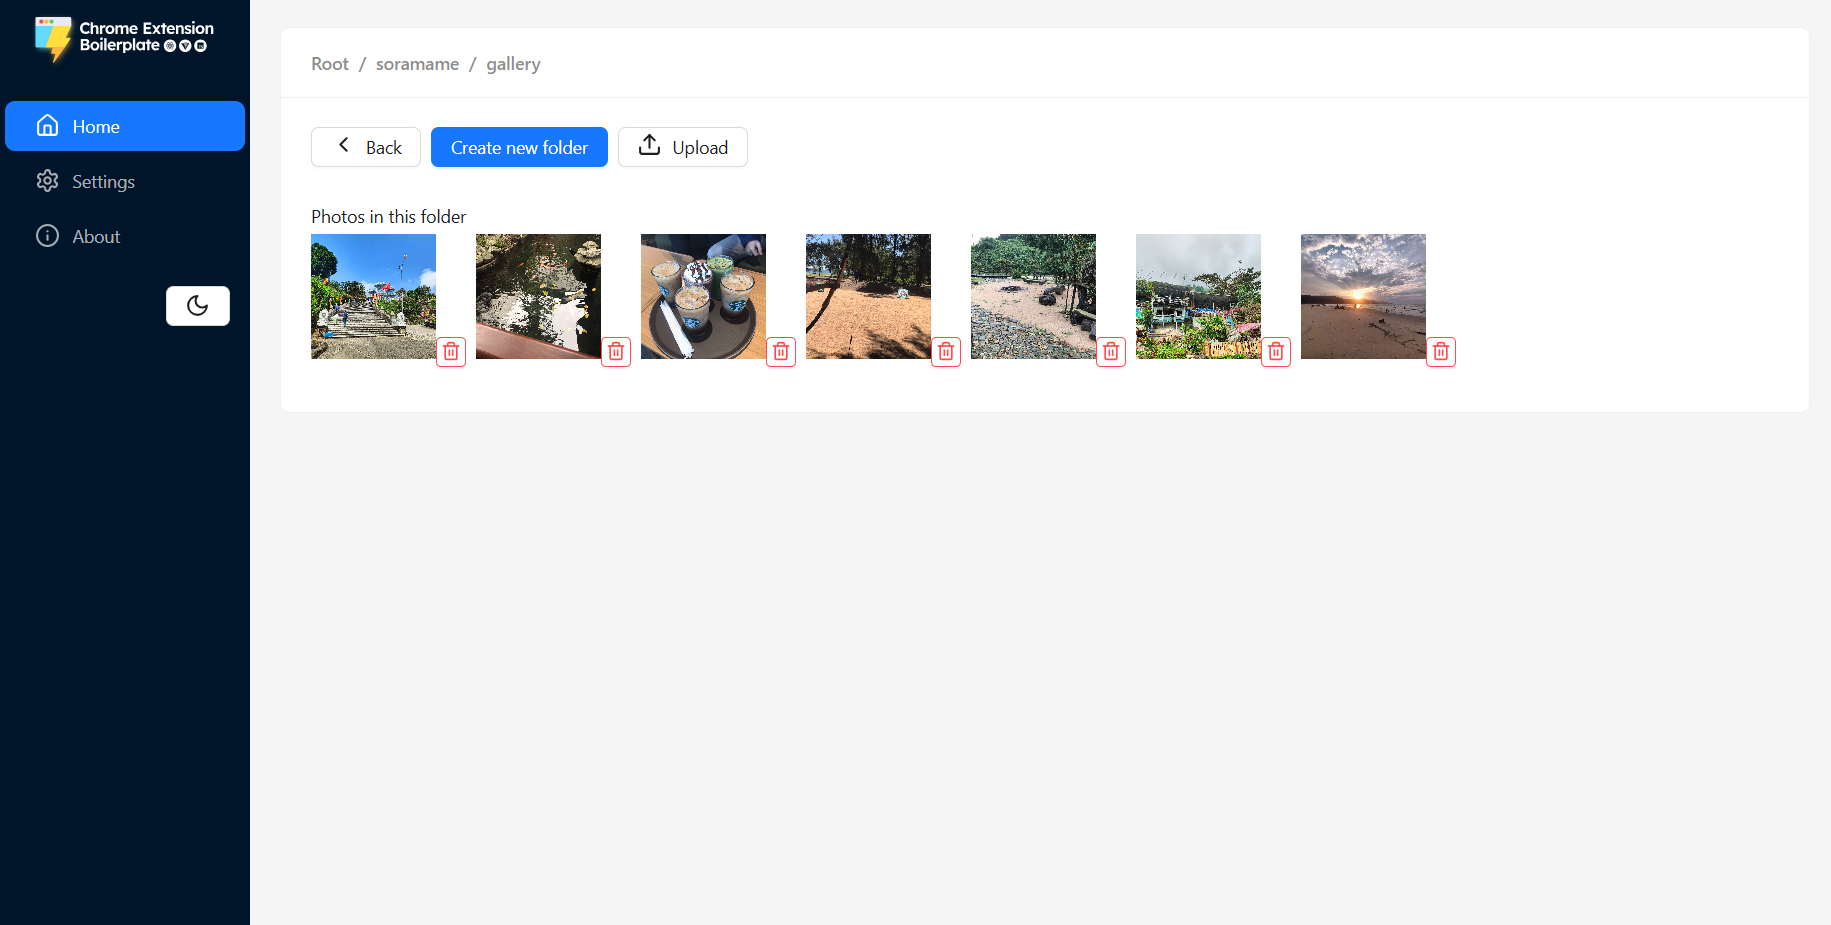 Chrome Extension
Boilerplate
Home
Settings
About
Root / soramame / gallery
Back
Create new folder
Upload
Photos in this folder